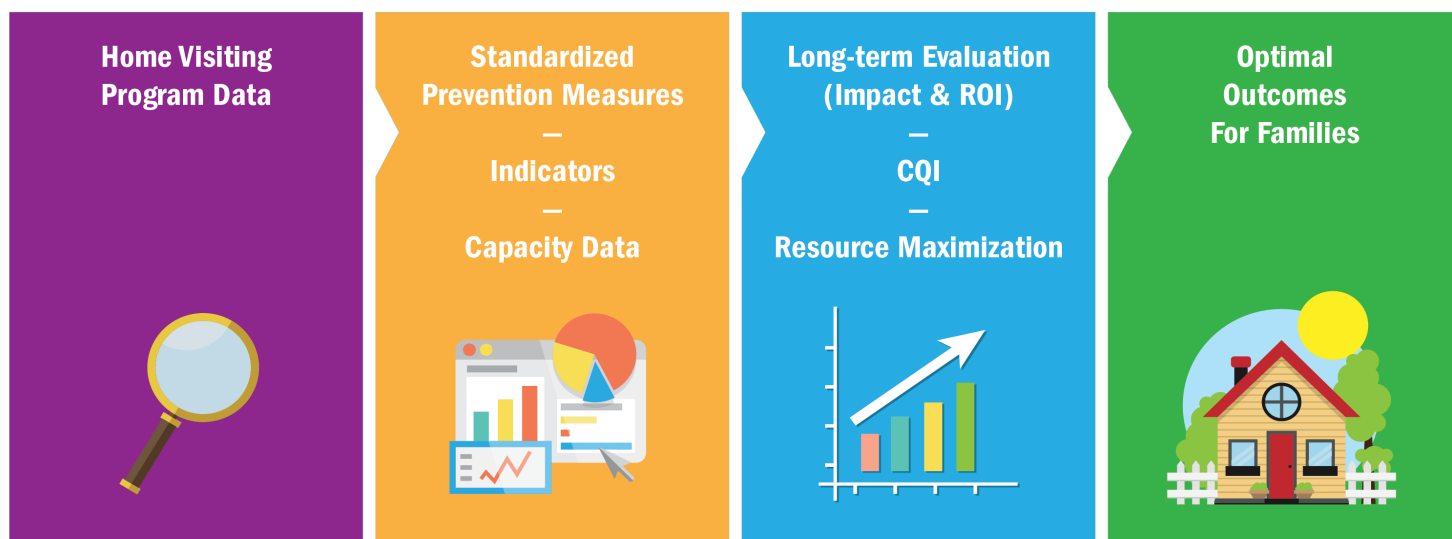 Home Visiting
Program Data
Standardized
Prevention Measures
—
Indicators
—
Capacity Data
Long-term Evaluation
(Impact & ROI)
—
CQI
—
Resource Maximization
Optimal
Outcomes
For Families